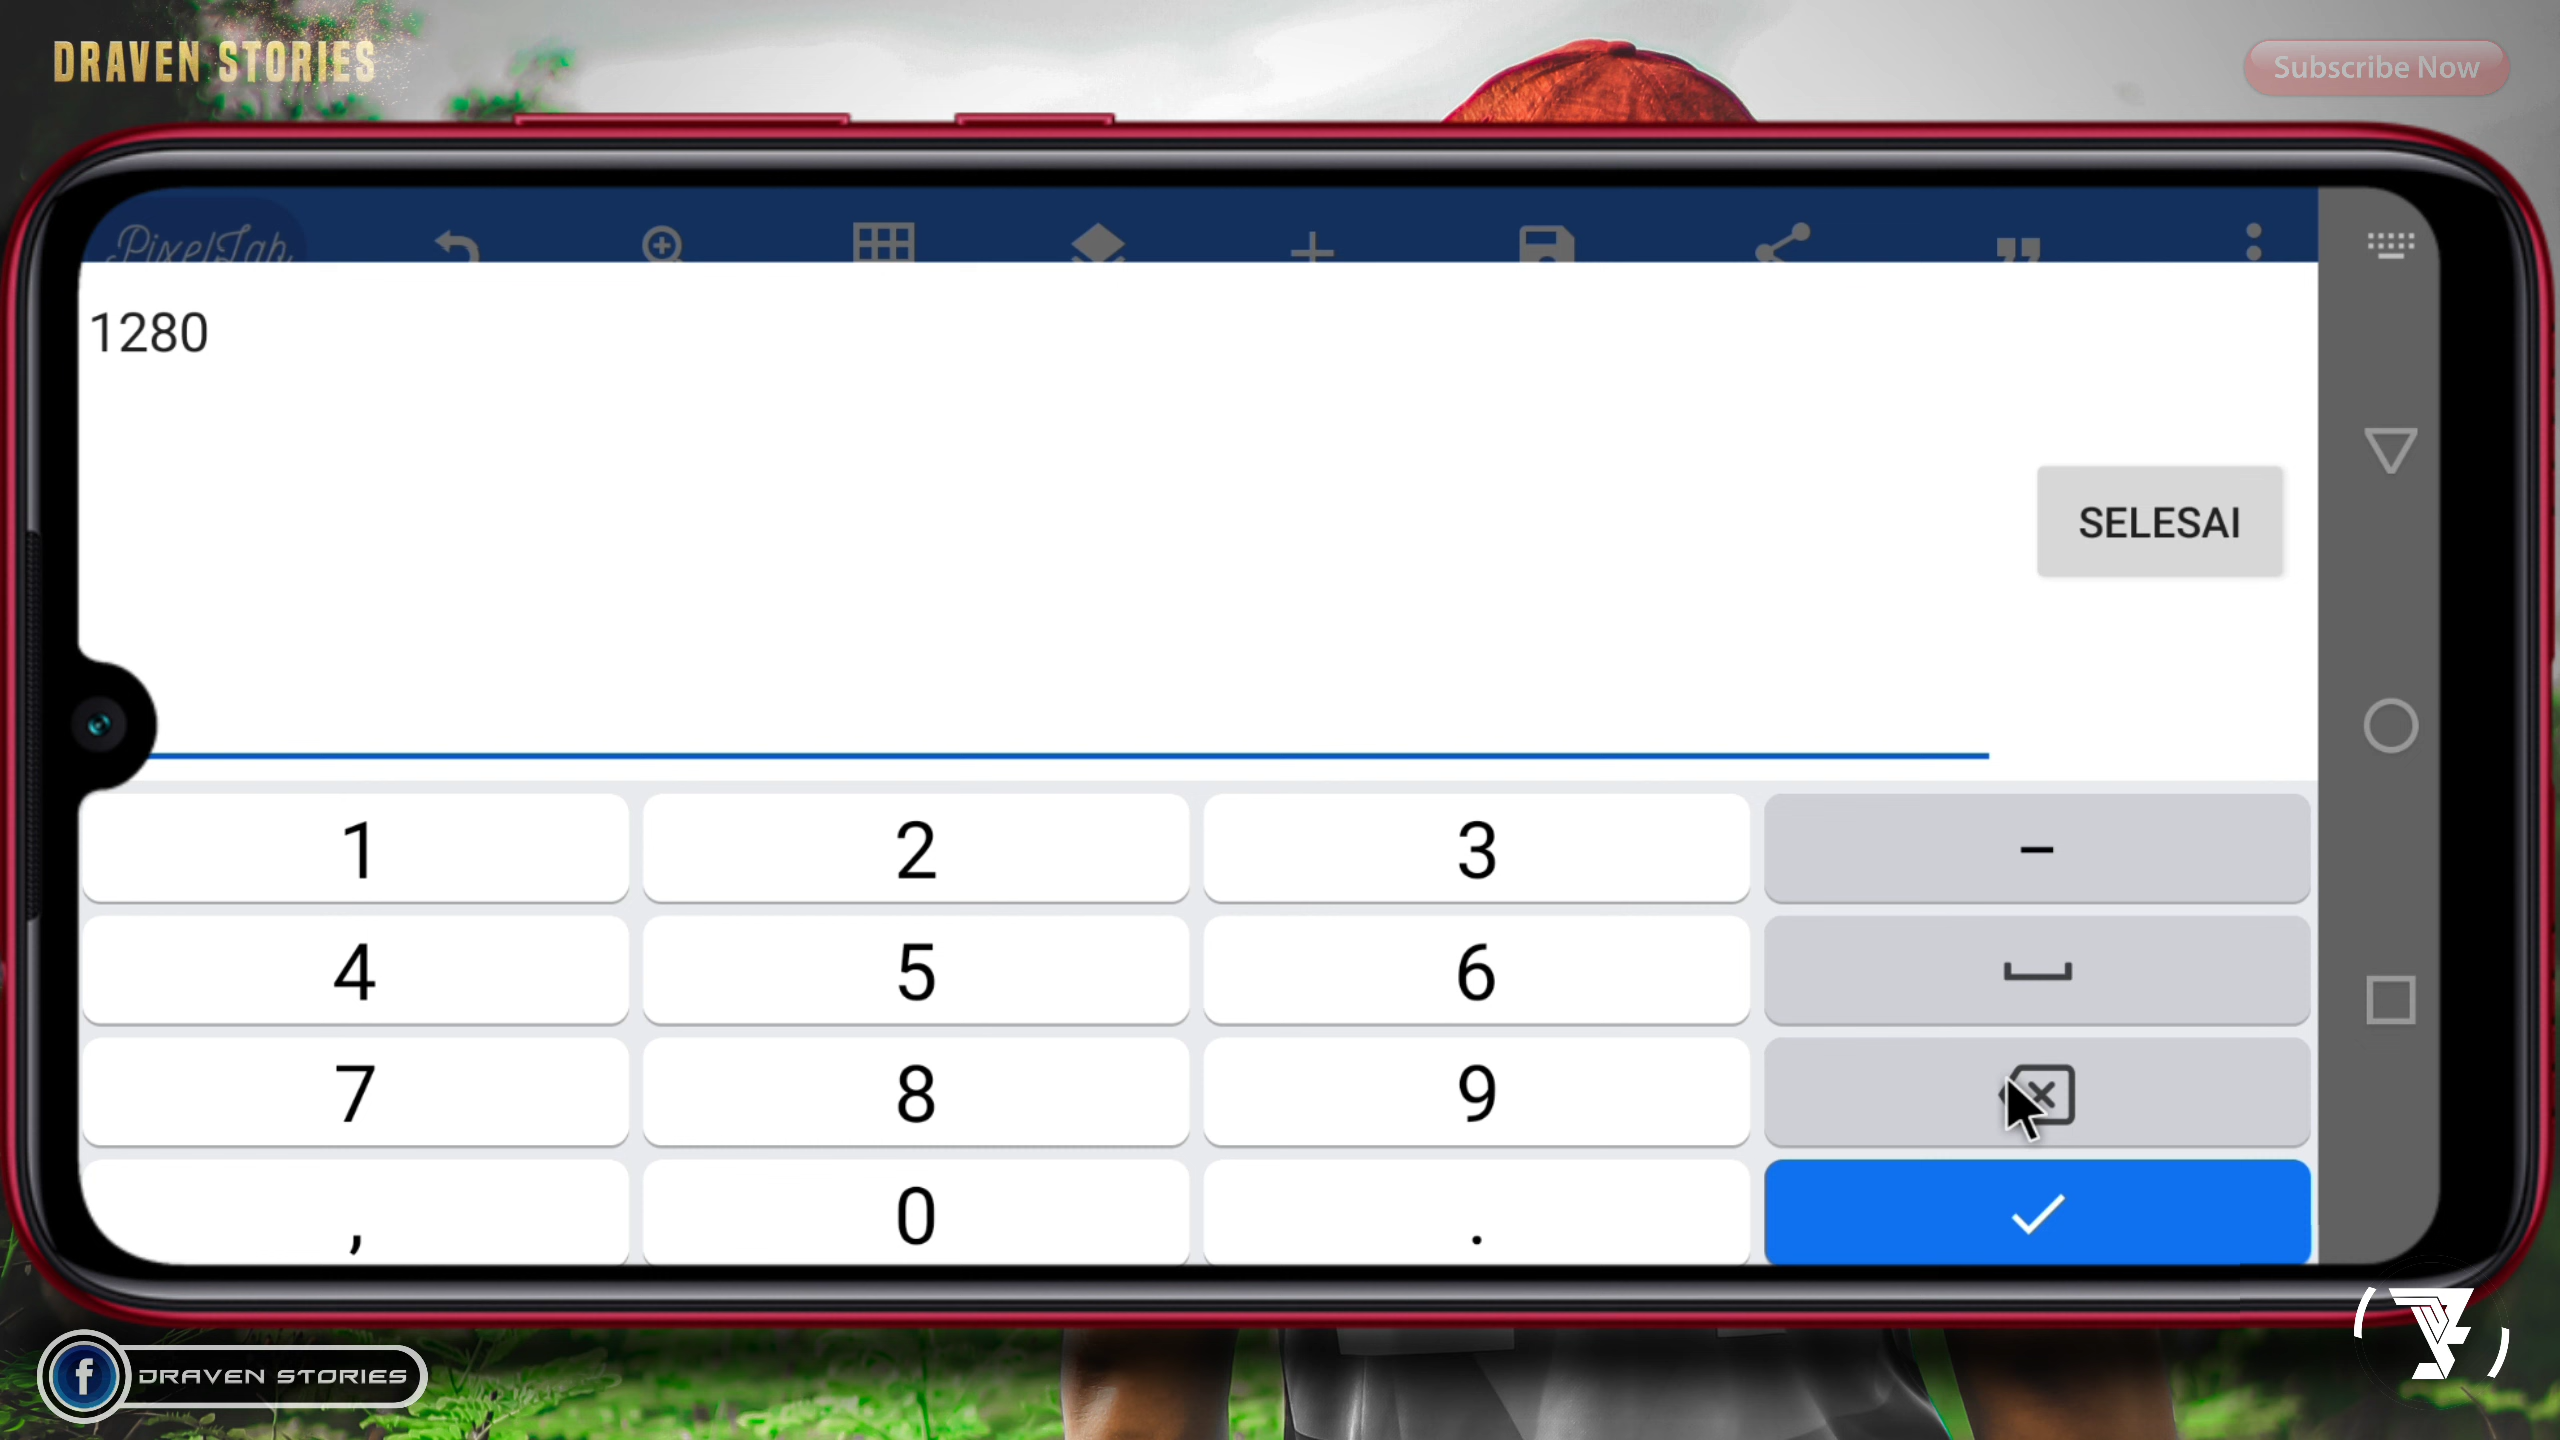 DRAVEN STORIES
Subscribe Now
PixelLab
1280
SELESAI
1 2 3 –
4 5 6
7 8 9
, 0 .
DRAVEN STORIES